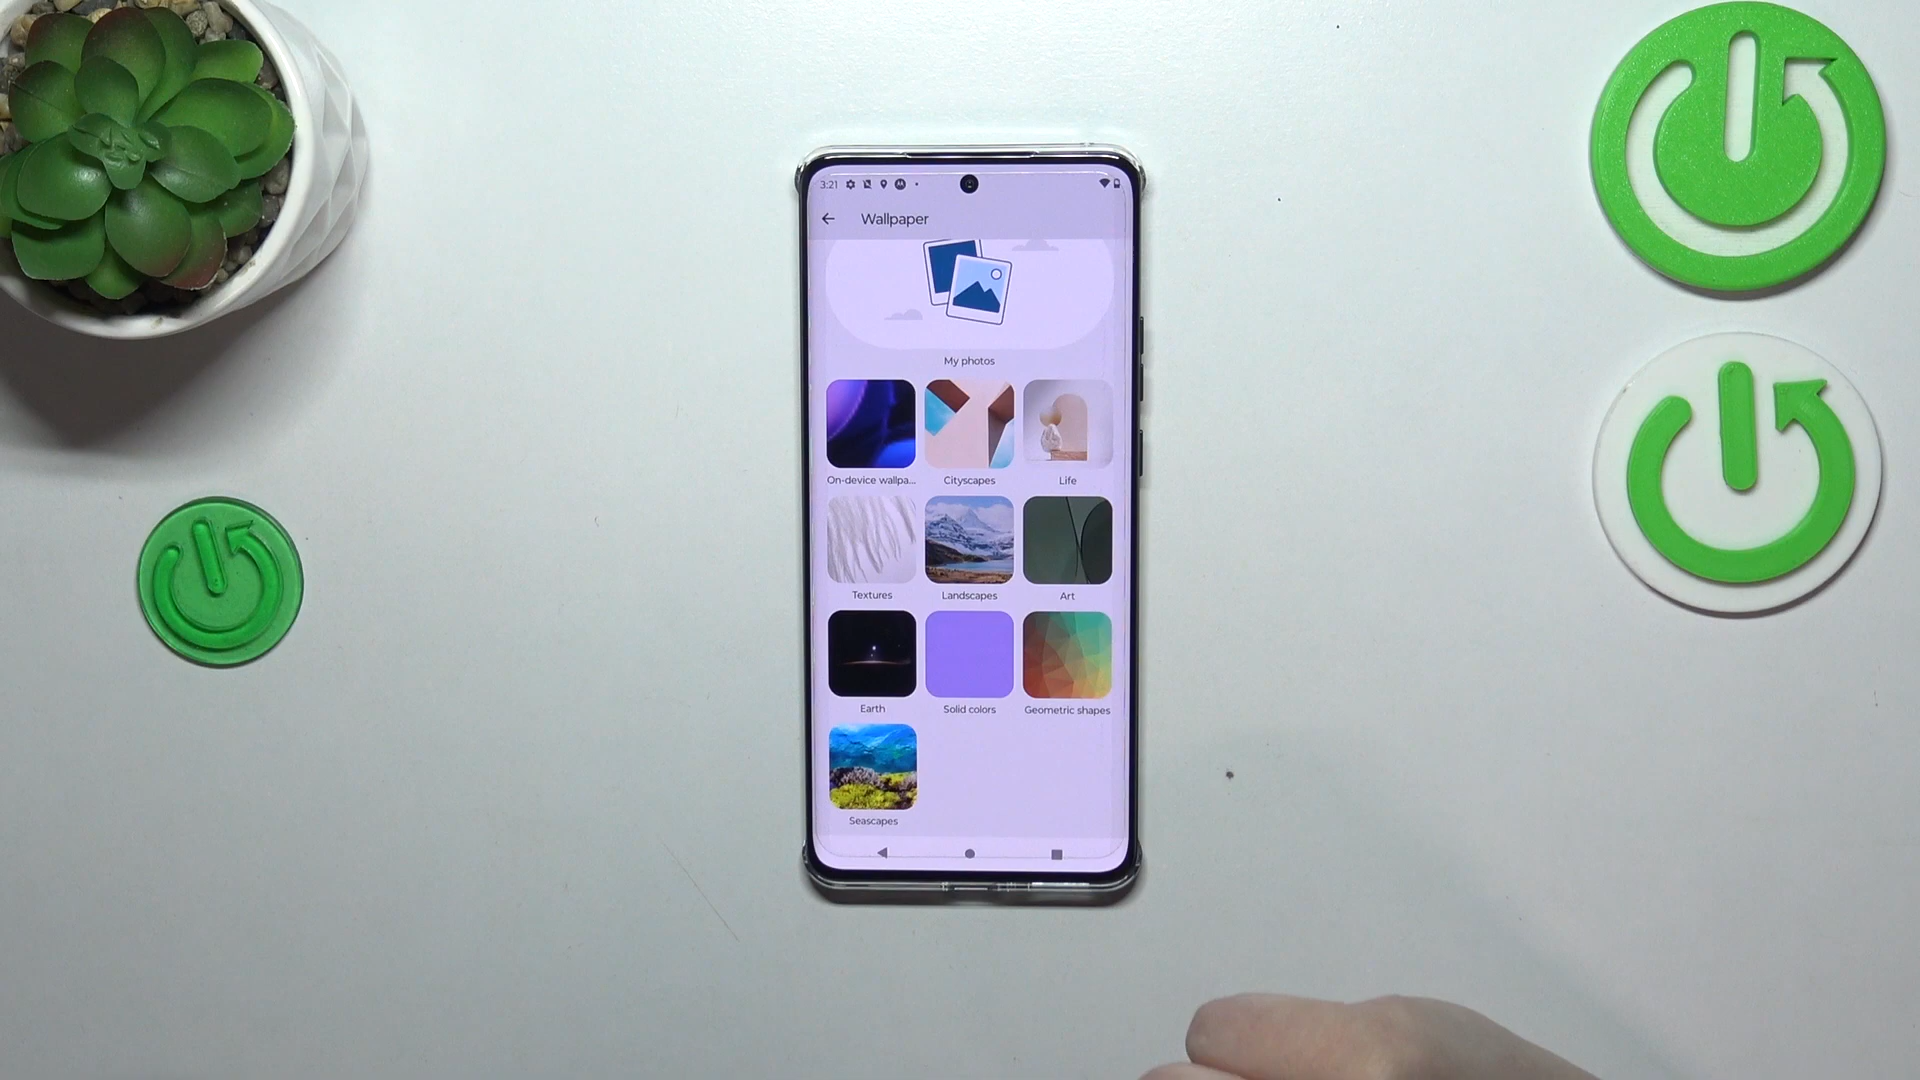 3:21
Wallpaper
My photos
On-device wallpa... Cityscapes Life
Textures Landscapes Art
Earth Solid colors Geometric shapes
Seascapes